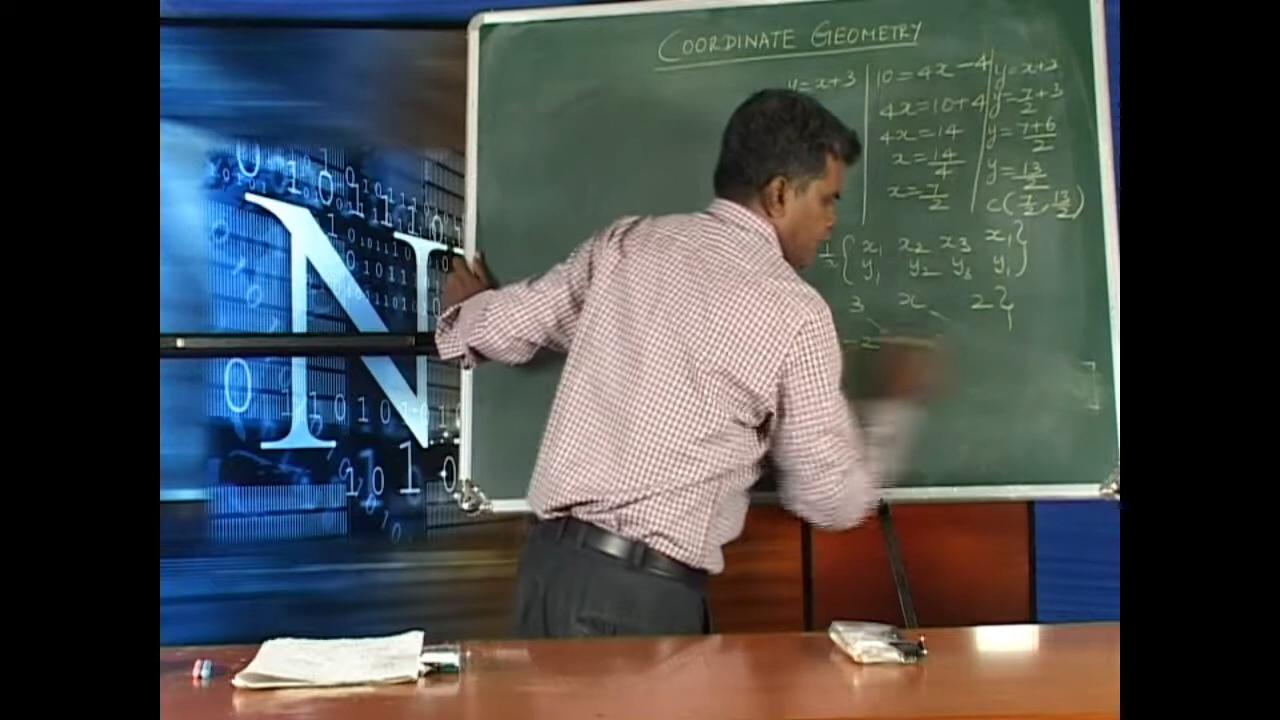 COORDINATE GEOMETRY
y=x+3
10=4x-4
4x=10+4
4x=14
x=14/4
x=7/2
y=x+3
y=7/2+3
y=7+6/2
y=13/2
C(7/2,13/2)
{x₁ x₂ x₃ x₁}
{y₁ y₂ y₃ y₁}
3 x 2}
-2
N